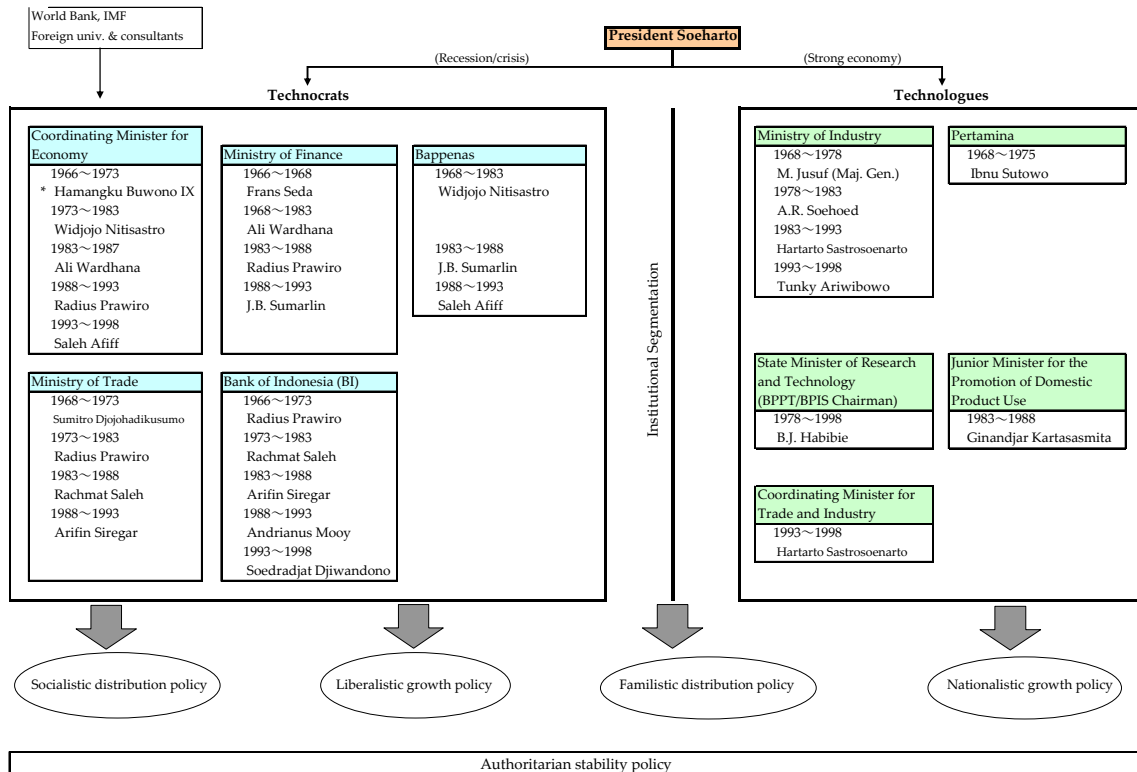 World Bank, IMF
Foreign univ. & consultants
President Soeharto
(Recession/crisis)
(Strong economy)
Technocrats
Technologues
Coordinating Minister for
Economy
1966～1973
* Hamangku Buwono IX
1973～1983
Widjojo Nitisastro
1983～1987
Ali Wardhana
1988～1993
Radius Prawiro
1993～1998
Saleh Afiff
Ministry of Finance
1966～1968
Frans Seda
1968～1983
Ali Wardhana
1983～1988
Radius Prawiro
1988～1993
J.B. Sumarlin
Bappenas
1968～1983
Widjojo Nitisastro
1983～1988
J.B. Sumarlin
1988～1993
Saleh Afiff
Ministry of Trade
1968～1973
Sumitro Djojohadikusumo
1973～1983
Radius Prawiro
1983～1988
Rachmat Saleh
1988～1993
Arifin Siregar
Bank of Indonesia (BI)
1966～1973
Radius Prawiro
1973～1983
Rachmat Saleh
1983～1988
Arifin Siregar
1988～1993
Andrianus Mooy
1993～1998
Soedradjat Djiwandono
Institutional Segmentation
Ministry of Industry
1968～1978
M. Jusuf (Maj. Gen.)
1978～1983
A.R. Soehoed
1983～1993
Hartarto Sastrosoenarto
1993～1998
Tunky Ariwibowo
Pertamina
1968～1975
Ibnu Sutowo
State Minister of Research
and Technology
(BPPT/BPIS Chairman)
1978～1998
B.J. Habibie
Junior Minister for the
Promotion of Domestic
Product Use
1983～1988
Ginandjar Kartasasmita
Coordinating Minister for
Trade and Industry
1993～1998
Hartarto Sastrosoenarto
Socialistic distribution policy
Liberalistic growth policy
Familistic distribution policy
Nationalistic growth policy
Authoritarian stability policy